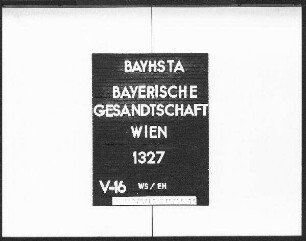 BAYHSTA
BAYERISCHE
GESANDTSCHAFT
WIEN
1327
V-16 WS/EH